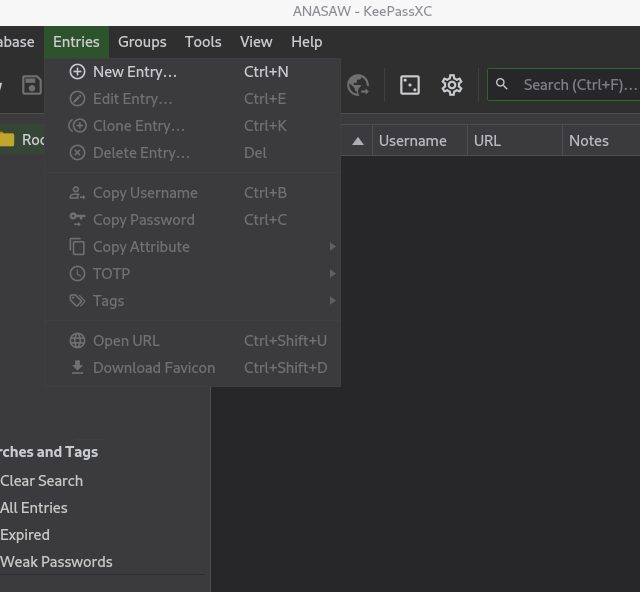 ANASAW - KeePassXC
abase Entries Groups Tools View Help
Search (Ctrl+F)...
New Entry... Ctrl+N
Edit Entry... Ctrl+E
Clone Entry... Ctrl+K
Delete Entry... Del
Copy Username Ctrl+B
Copy Password Ctrl+C
Copy Attribute
TOTP
Tags
Open URL Ctrl+Shift+U
Download Favicon Ctrl+Shift+D
Roo
Username URL Notes
rches and Tags
Clear Search
All Entries
Expired
Weak Passwords